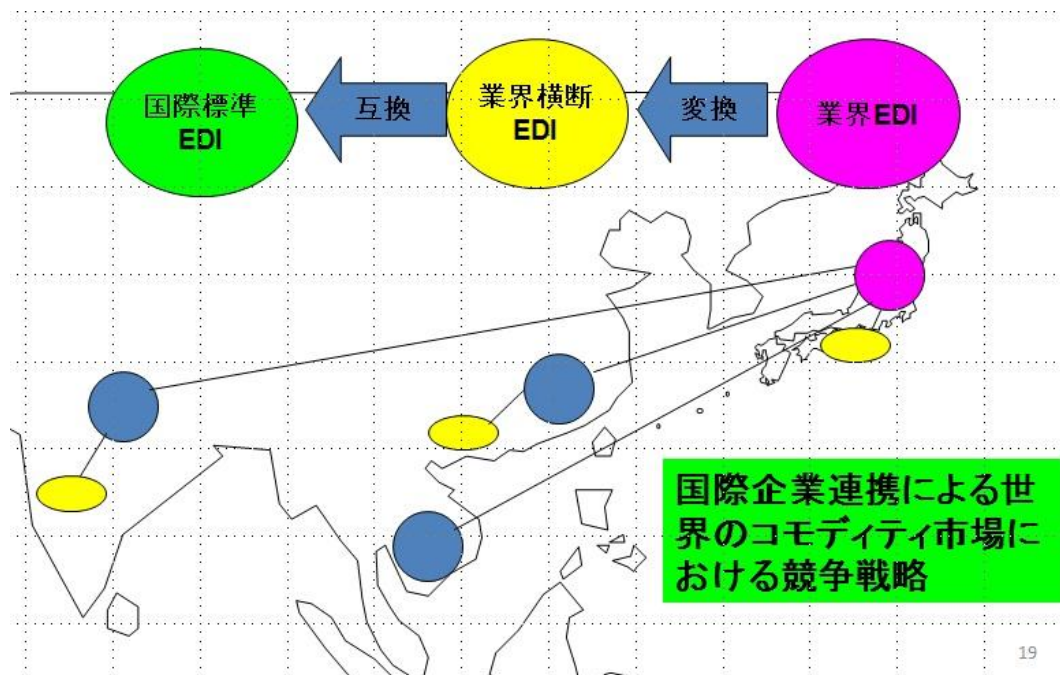 国際標準
EDI
互換
業界横断
EDI
変換
業界EDI
国際企業連携による世
界のコモディティ市場に
おける競争戦略
19